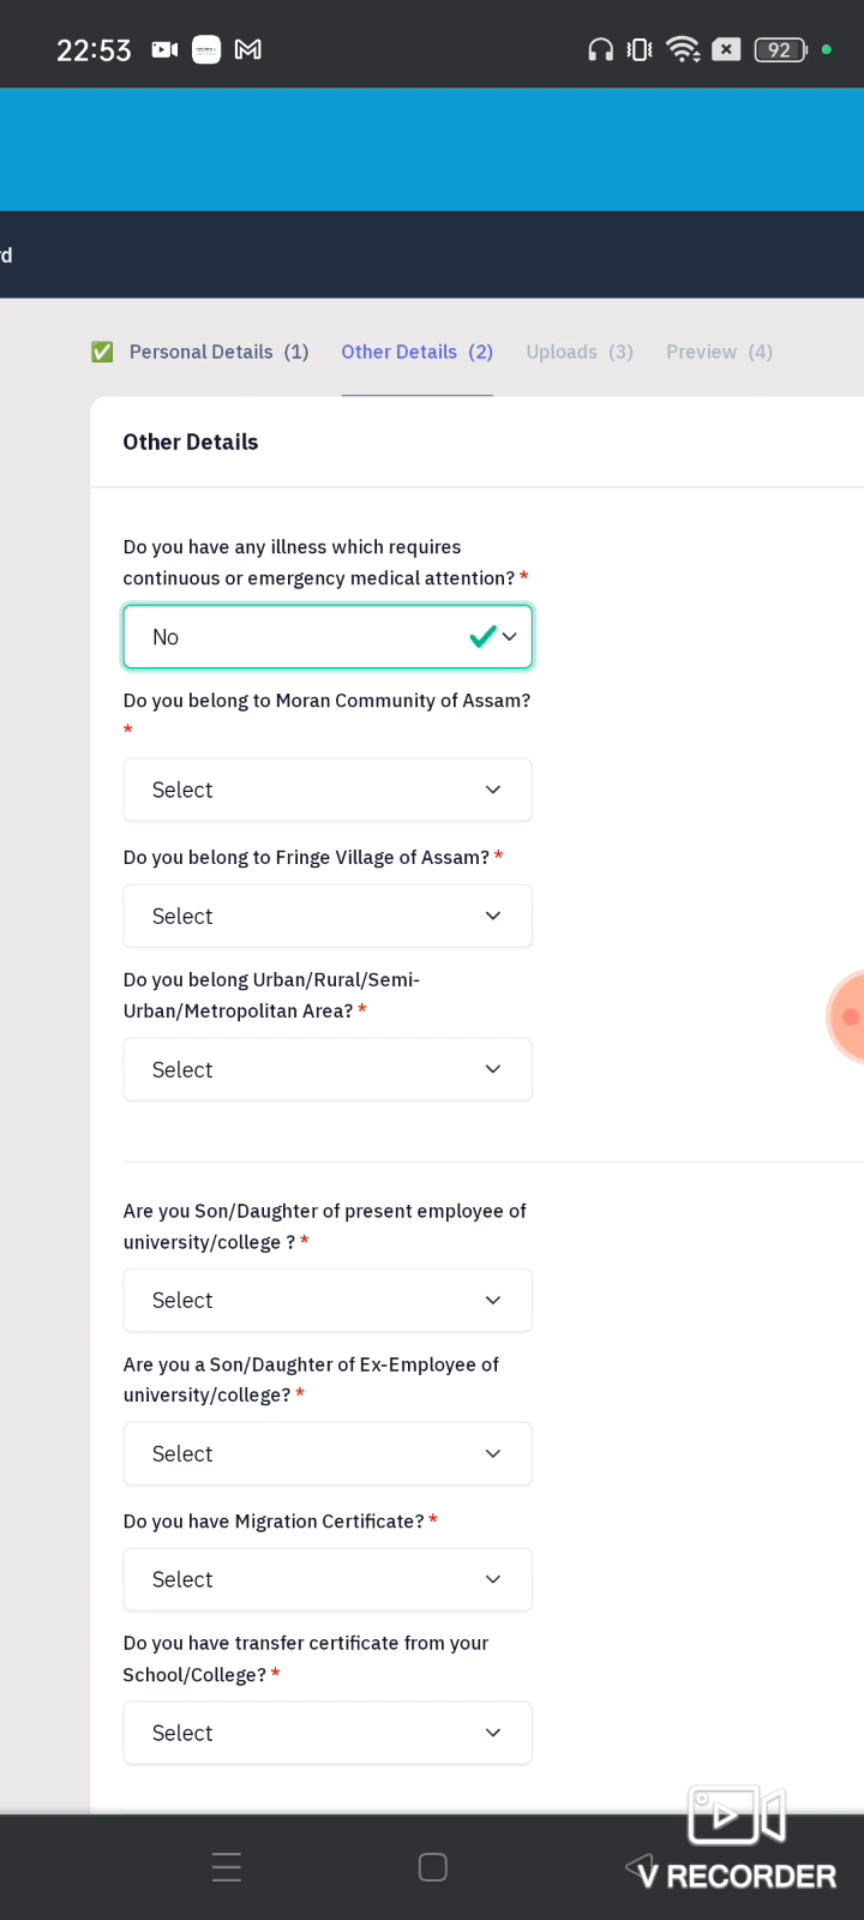 22:53
92
d
Personal Details (1) Other Details (2) Uploads (3) Preview (4)
Other Details
Do you have any illness which requires
continuous or emergency medical attention? *
No
Do you belong to Moran Community of Assam?
*
Select
Do you belong to Fringe Village of Assam? *
Select
Do you belong Urban/Rural/Semi-
Urban/Metropolitan Area? *
Select
Are you Son/Daughter of present employee of
university/college ? *
Select
Are you a Son/Daughter of Ex-Employee of
university/college? *
Select
Do you have Migration Certificate? *
Select
Do you have transfer certificate from your
School/College? *
Select
V RECORDER